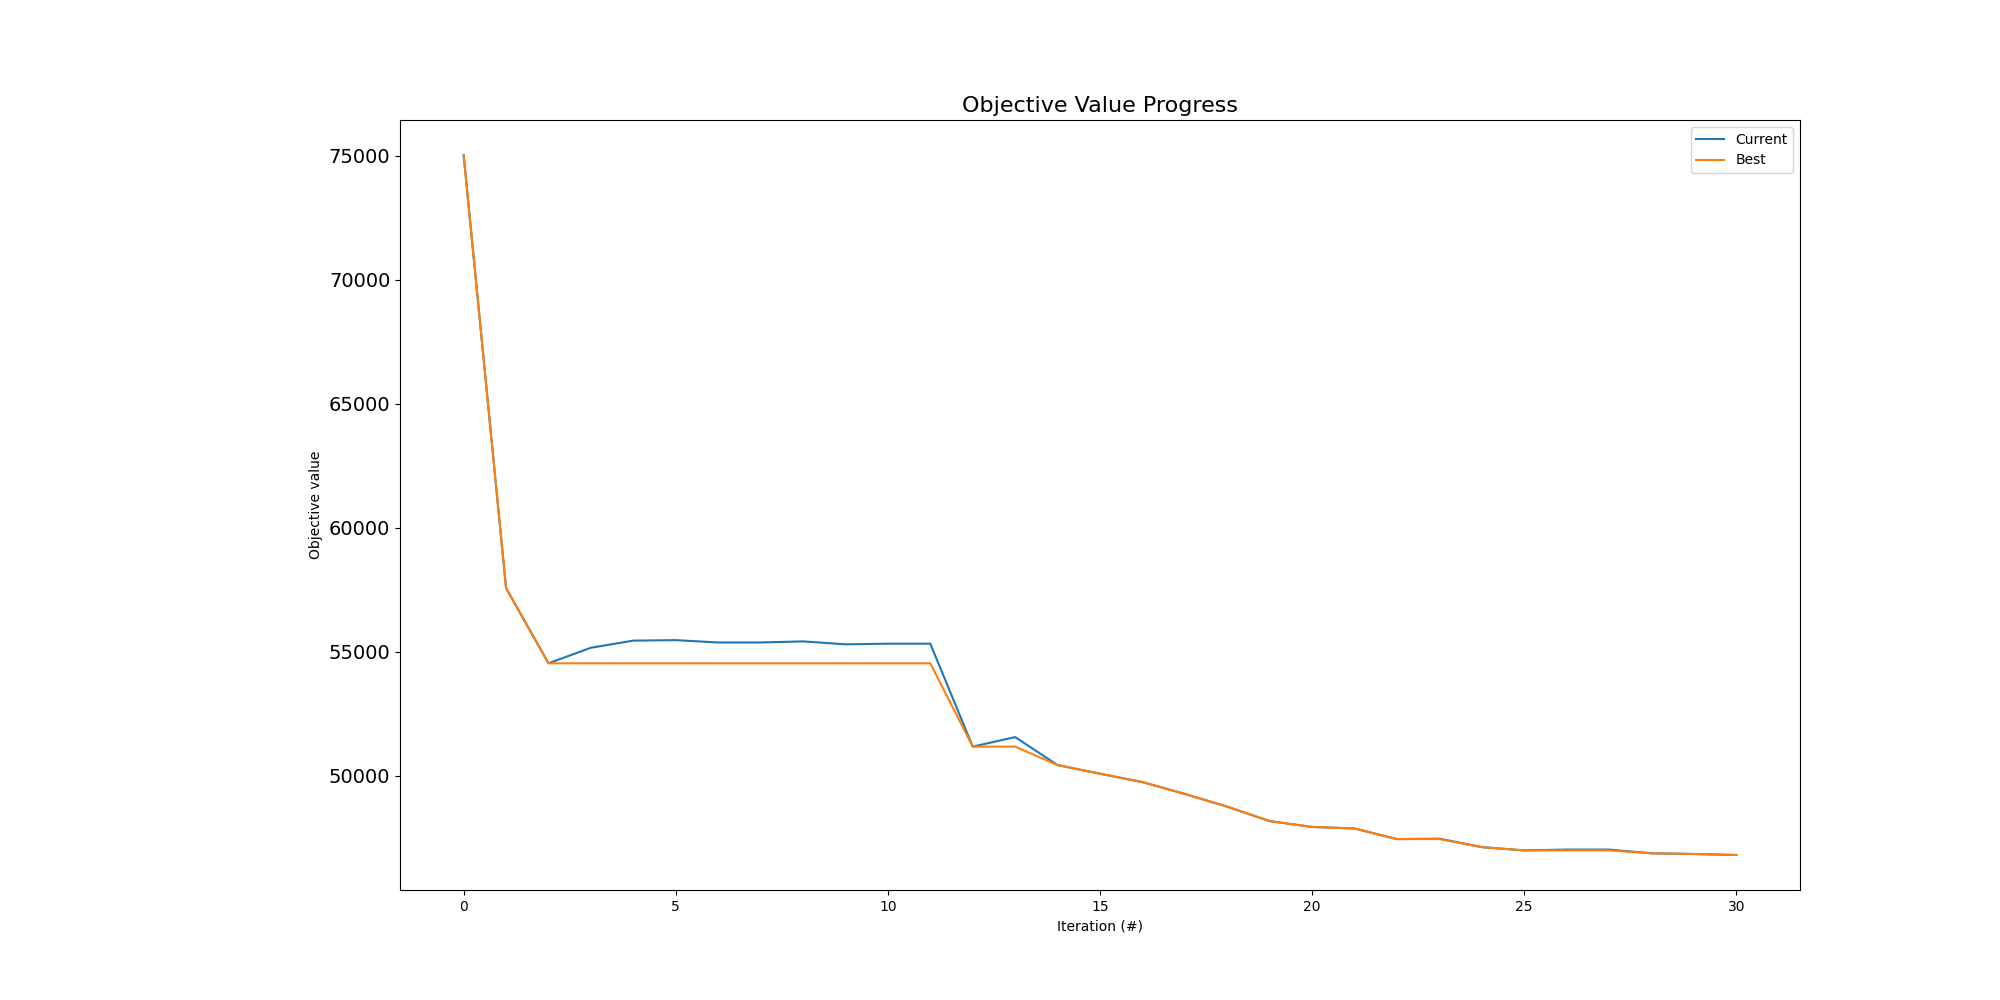 Objective Value Progress
Current
Best
75000
70000
65000
60000
55000
50000
Objective value
0 5 10 15 20 25 30
Iteration (#)